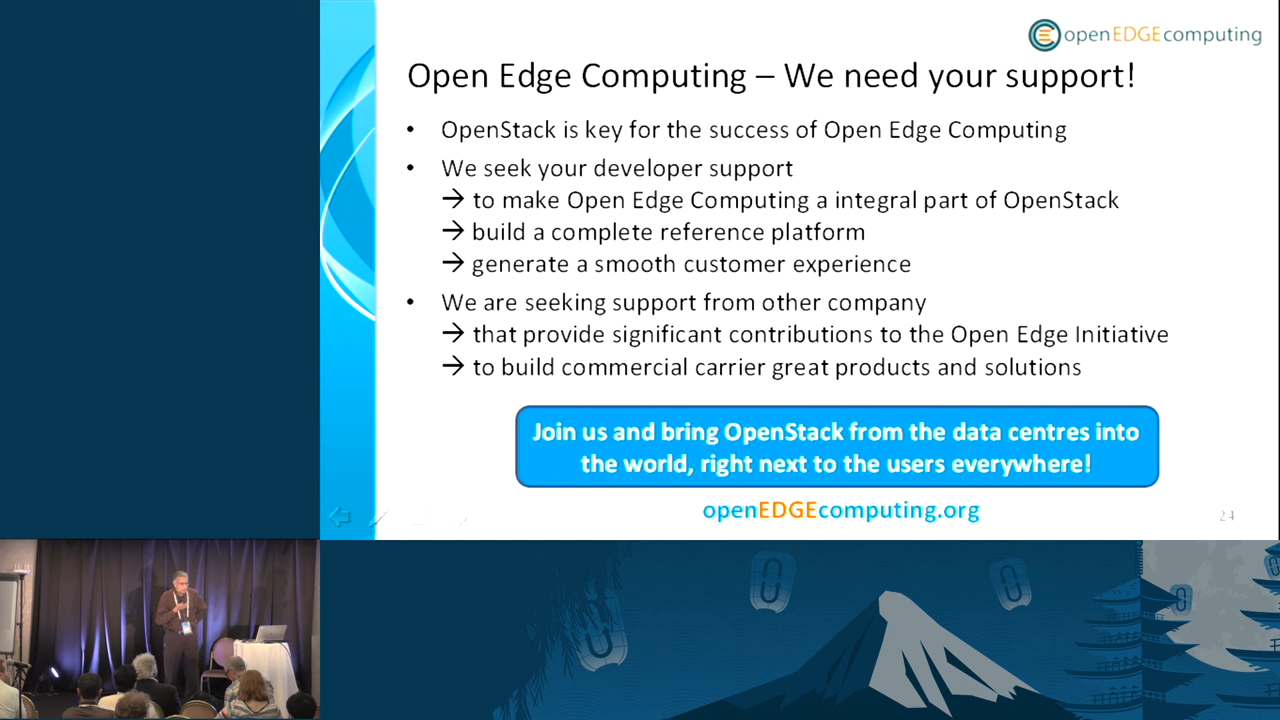 openEDGEcomputing
Open Edge Computing – We need your support!
• OpenStack is key for the success of Open Edge Computing
• We seek your developer support
→ to make Open Edge Computing a integral part of OpenStack
→ build a complete reference platform
→ generate a smooth customer experience
• We are seeking support from other company
→ that provide significant contributions to the Open Edge Initiative
→ to build commercial carrier great products and solutions
Join us and bring OpenStack from the data centres into
the world, right next to the users everywhere!
openEDGEcomputing.org
24